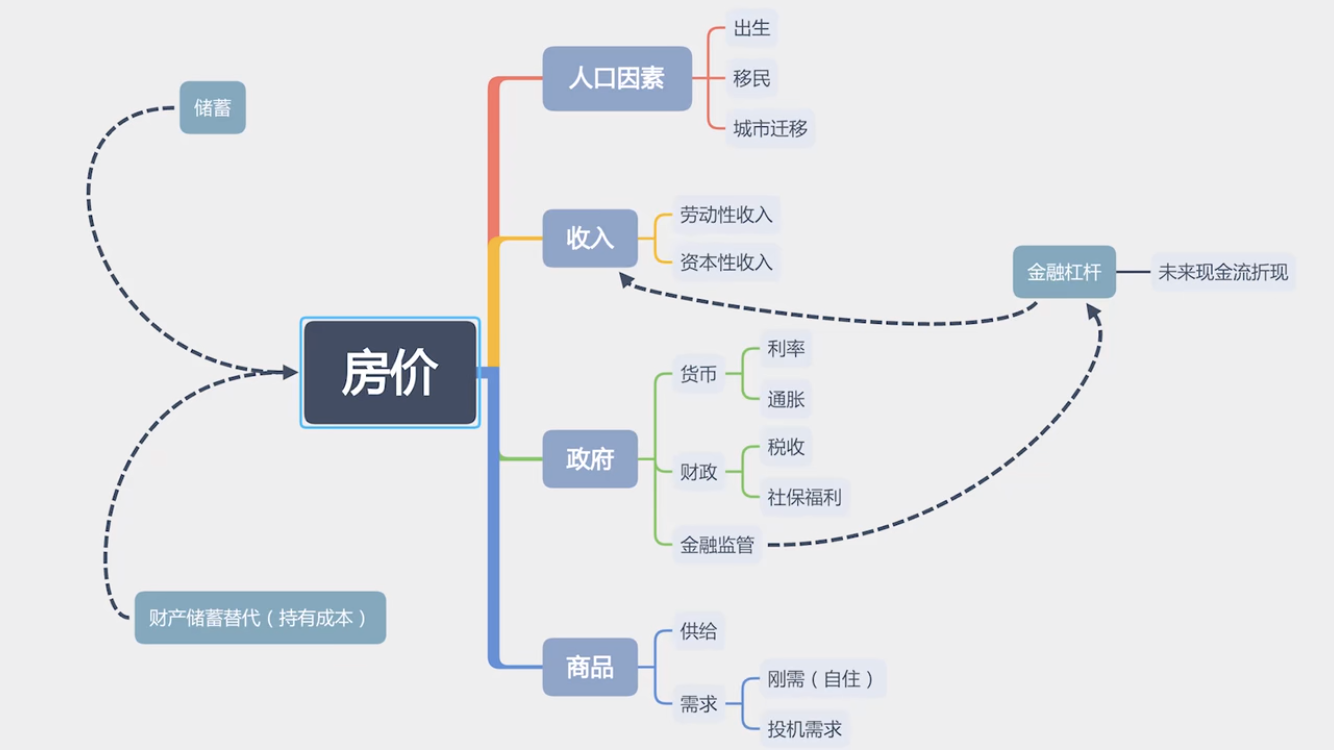 出生
人口因素
移民
储蓄
城市迁移
劳动性收入
收入
资本性收入
金融杠杆
未来现金流折现
利率
房价
货币
通胀
税收
政府
财政
社保福利
金融监管
财产储蓄替代（持有成本）
供给
商品
刚需（自住）
需求
投机需求